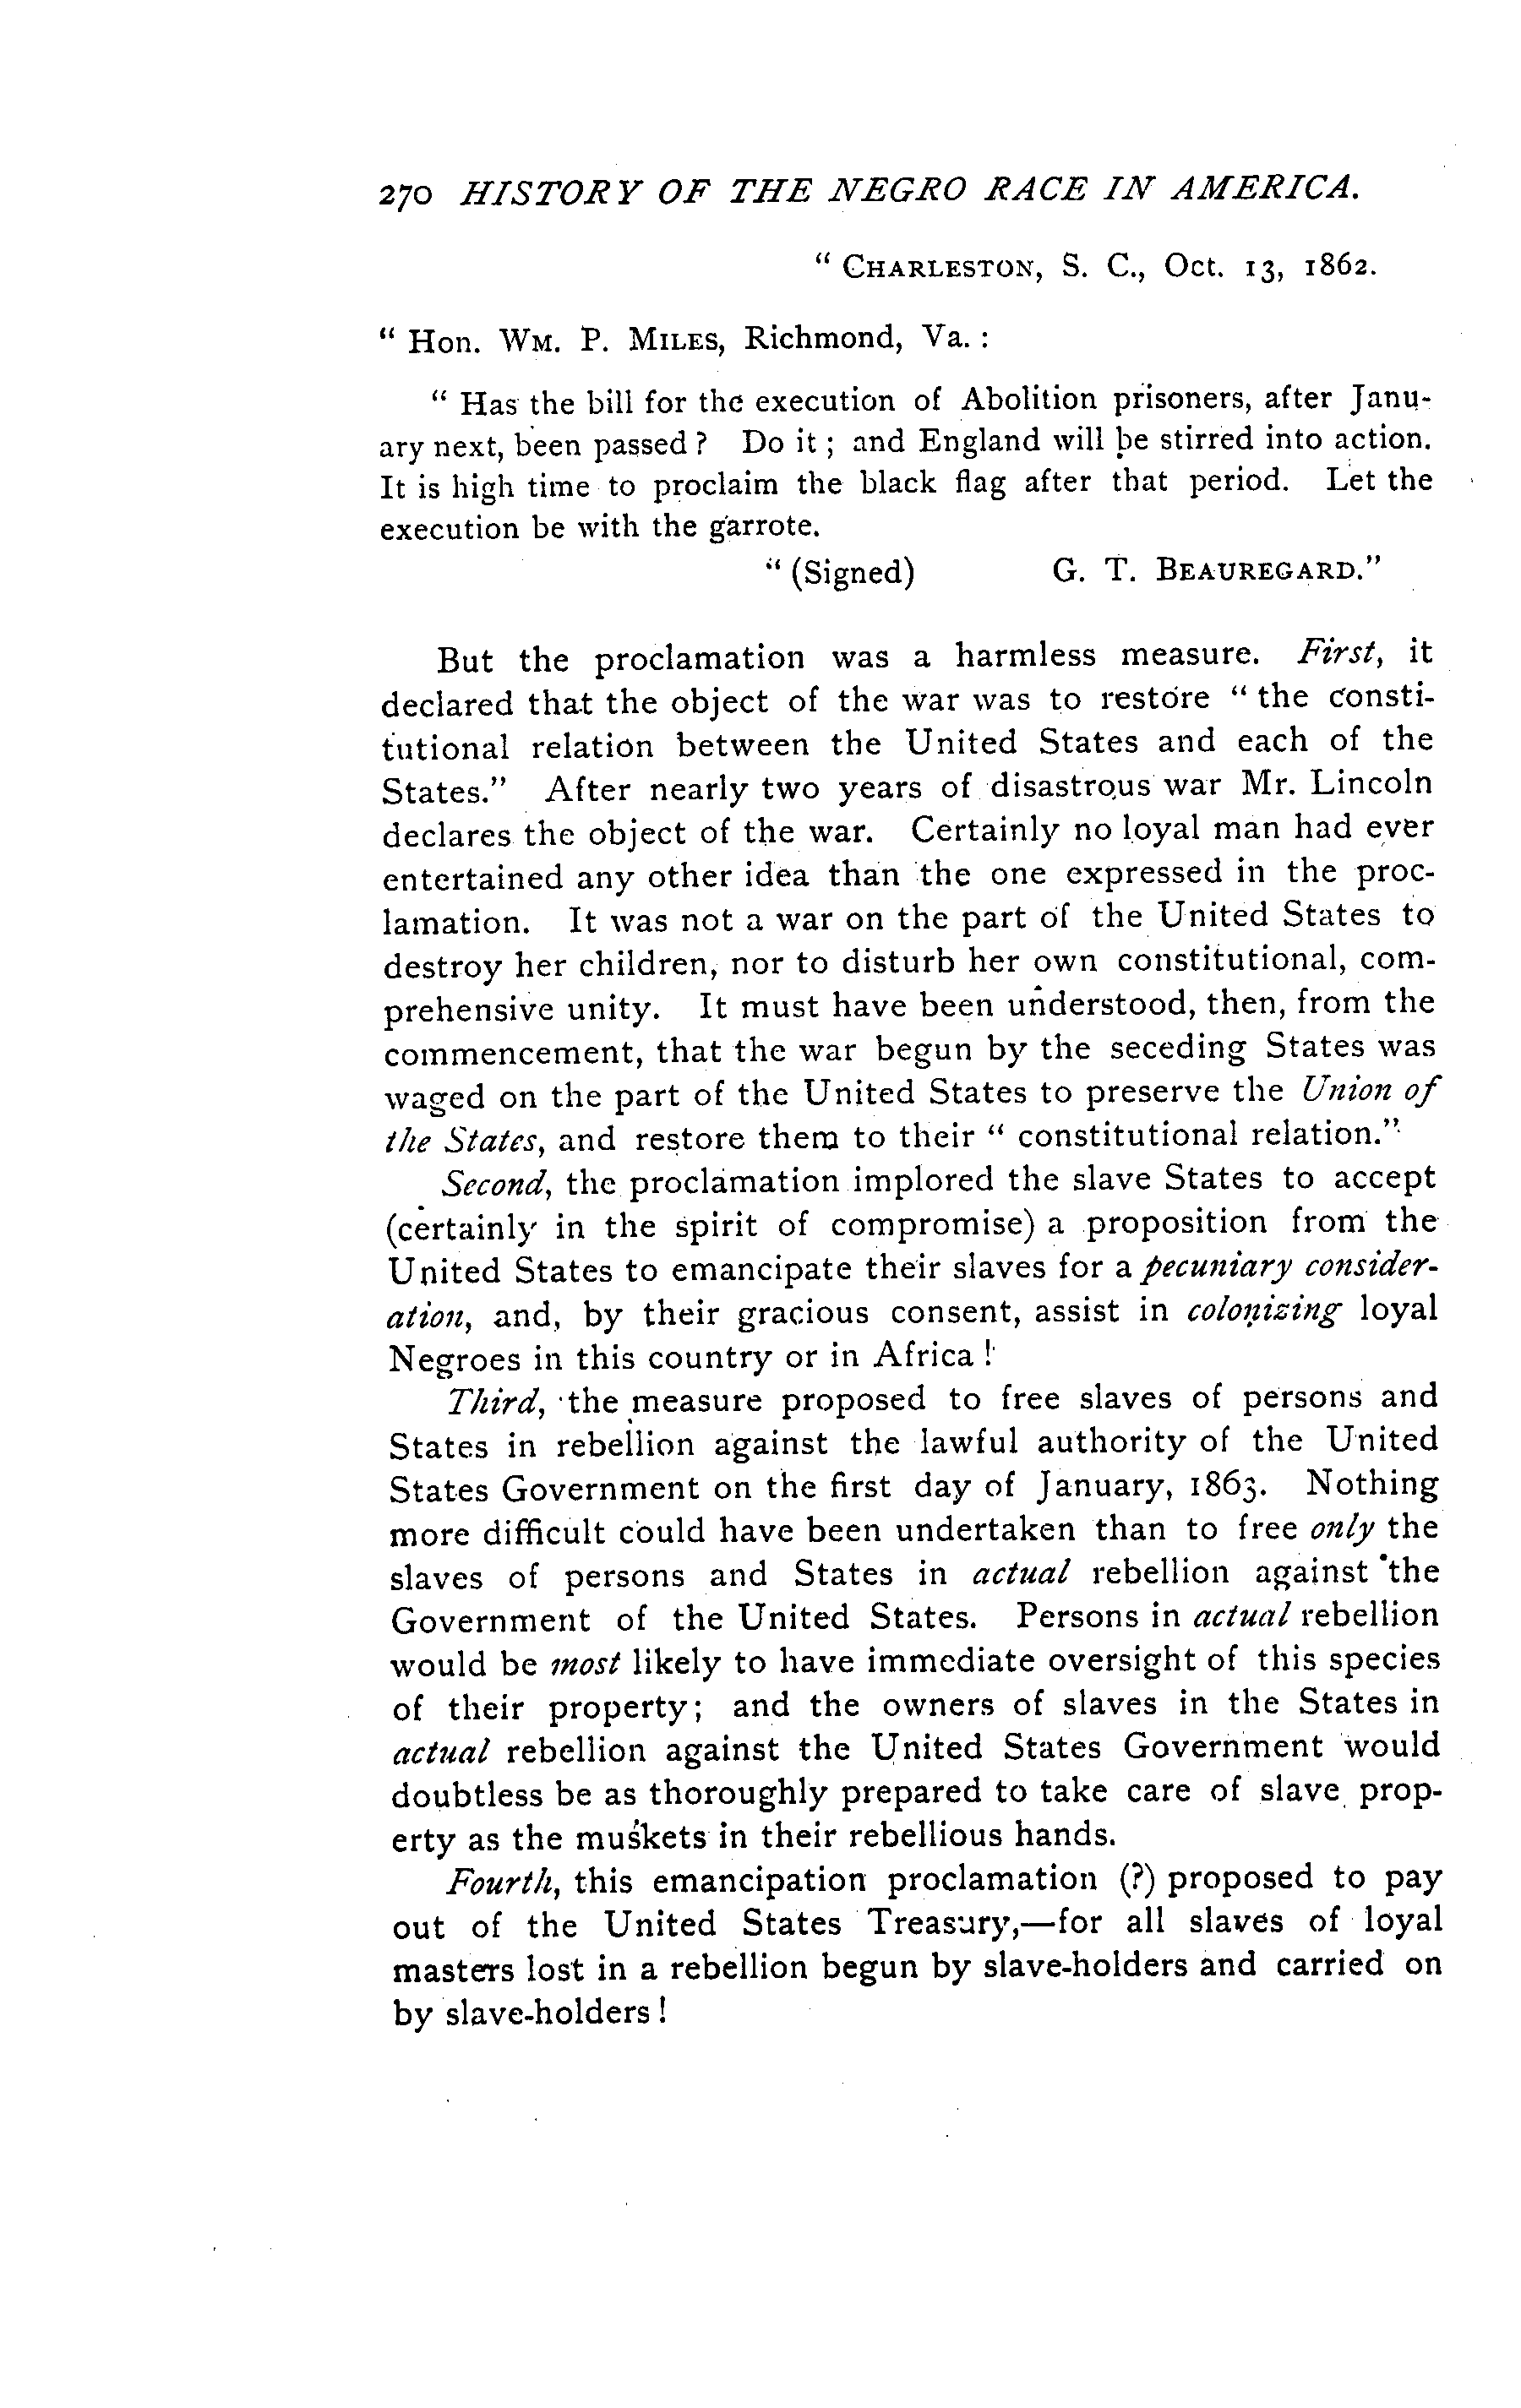 270 HISTORY OF THE NEGRO RACE IN AMERICA.
" CHARLESTON, S. C., Oct. 13, 1862.
" Hon. WM. P. MILES, Richmond, Va. :
" Has the bill for the execution of Abolition prisoners, after Janu-
ary next, been passed ? Do it ; and England will be stirred into action.
It is high time to proclaim the black flag after that period. Let the
execution be with the garrote.
" (Signed) G. T. BEAUREGARD."
But the proclamation was a harmless measure. First, it
declared that the object of the war was to restore " the consti-
tutional relation between the United States and each of the
States." After nearly two years of disastrous war Mr. Lincoln
declares the object of the war. Certainly no loyal man had ever
entertained any other idea than the one expressed in the proc-
lamation. It was not a war on the part of the United States to
destroy her children, nor to disturb her own constitutional, com-
prehensive unity. It must have been understood, then, from the
commencement, that the war begun by the seceding States was
waged on the part of the United States to preserve the Union of
the States, and restore them to their " constitutional relation."
Second, the proclamation implored the slave States to accept
(certainly in the spirit of compromise) a proposition from the
United States to emancipate their slaves for a pecuniary consider-
ation, and, by their gracious consent, assist in colonizing loyal
Negroes in this country or in Africa !
Third, the measure proposed to free slaves of persons and
States in rebellion against the lawful authority of the United
States Government on the first day of January, 1863. Nothing
more difficult could have been undertaken than to free only the
slaves of persons and States in actual rebellion against the
Government of the United States. Persons in actual rebellion
would be most likely to have immediate oversight of this species
of their property; and the owners of slaves in the States in
actual rebellion against the United States Government would
doubtless be as thoroughly prepared to take care of slave prop-
erty as the muskets in their rebellious hands.
Fourth, this emancipation proclamation (?) proposed to pay
out of the United States Treasury,—for all slaves of loyal
masters lost in a rebellion begun by slave-holders and carried on
by slave-holders !